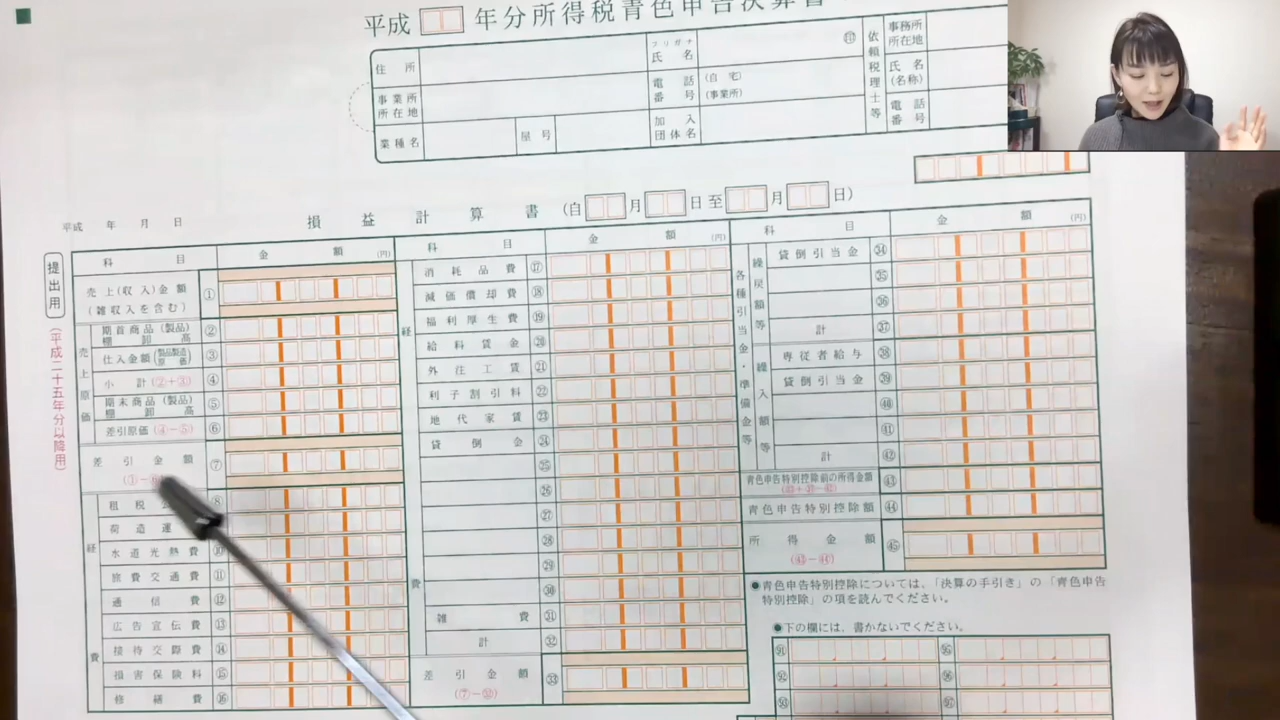 平成 年分所得税青色申告決算書
住所
事業所所在地
業種名
屋号
フリガナ
氏名
㊞
電話番号
(自宅)
(事業所)
加入団体名
依頼税理士等
事務所所在地
氏名(名称)
電話番号
平成 年 月 日
損益計算書 (自 月 日至 月 日)
提出用
(平成二十五年分以降用)
科目 金額 (円)
売上(収入)金額
(雑収入を含む)
①
売上原価
期首商品(製品)棚卸高 ②
仕入金額(製品製造原価) ③
小計(②+③) ④
期末商品(製品)棚卸高 ⑤
差引原価(④-⑤) ⑥
差引金額 ⑦
経費
租税 ⑧
荷造運
水道光熱費 ⑩
旅費交通費 ⑪
通信費 ⑫
広告宣伝費 ⑬
接待交際費 ⑭
損害保険料 ⑮
修繕費 ⑯
科目 金額 (円)
経費
消耗品費 ⑰
減価償却費 ⑱
福利厚生費 ⑲
給料賃金 ⑳
外注工賃 ㉑
利子割引料 ㉒
地代家賃 ㉓
貸倒金 ㉔
㉕
㉖
㉗
㉘
㉙
㉚
雑費 ㉛
計 ㉜
差引金額 ㉝
(⑦-㉜)
科目 金額 (円)
各種引当金・準備金等
繰戻額等
貸倒引当金 ㉞
㉟
㊱
計 ㊲
繰入額等
専従者給与 ㊳
貸倒引当金 ㊴
㊵
㊶
計 ㊷
青色申告特別控除前の所得金額 ㊸
(㉝+㊲-㊷)
青色申告特別控除額 ㊹
所得金額 ㊺
(㊸-㊹)
●青色申告特別控除については、「決算の手引き」の「青色申告
特別控除」の項を読んでください。
●下の欄には、書かないでください。